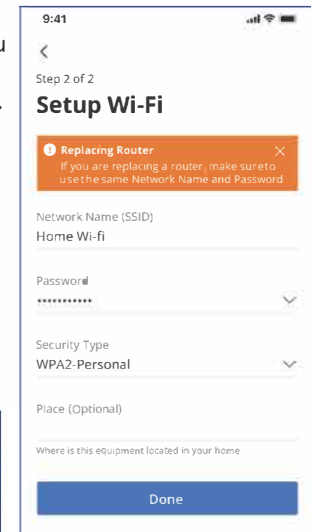 u
.
9:41
Step 2 of 2
Setup Wi-Fi
Replacing Router
If you are replacing a router, make sure to
use the same Network Name and Password
Network Name (SSID)
Home Wi-fi
Password
•••••••••••
Security Type
WPA2-Personal
Place (Optional)
Where is this equipment located in your home
Done